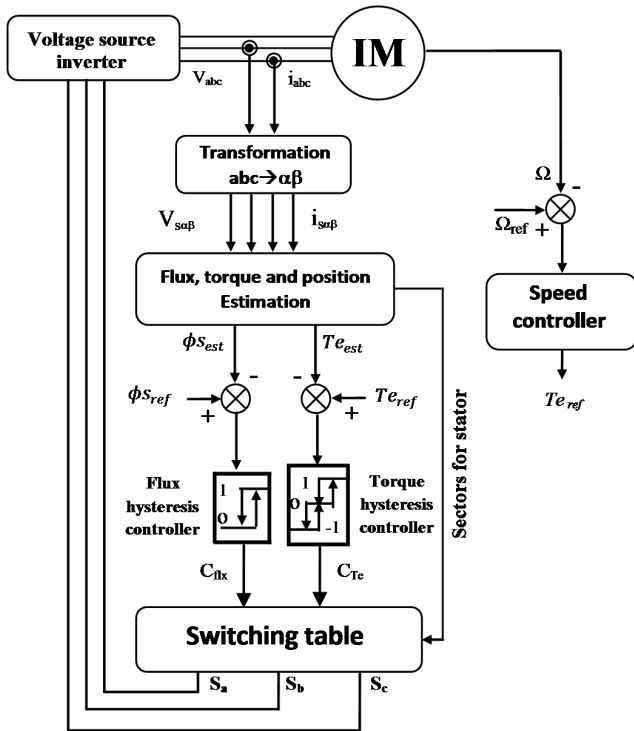 Voltage source
inverter
IM
Vabc
iabc
Transformation
abc→αβ
Vsαβ
isαβ
Ω
-
Ωref
+
Flux, torque and position
Estimation
Speed
controller
ϕsest
Teest
-
-
ϕsref
+
Teref
+
Teref
Sectors for stator
Flux
hysteresis
controller
1
0
1
0
-1
Torque
hysteresis
controller
Cflx
CTe
Switching table
Sa
Sb
Sc